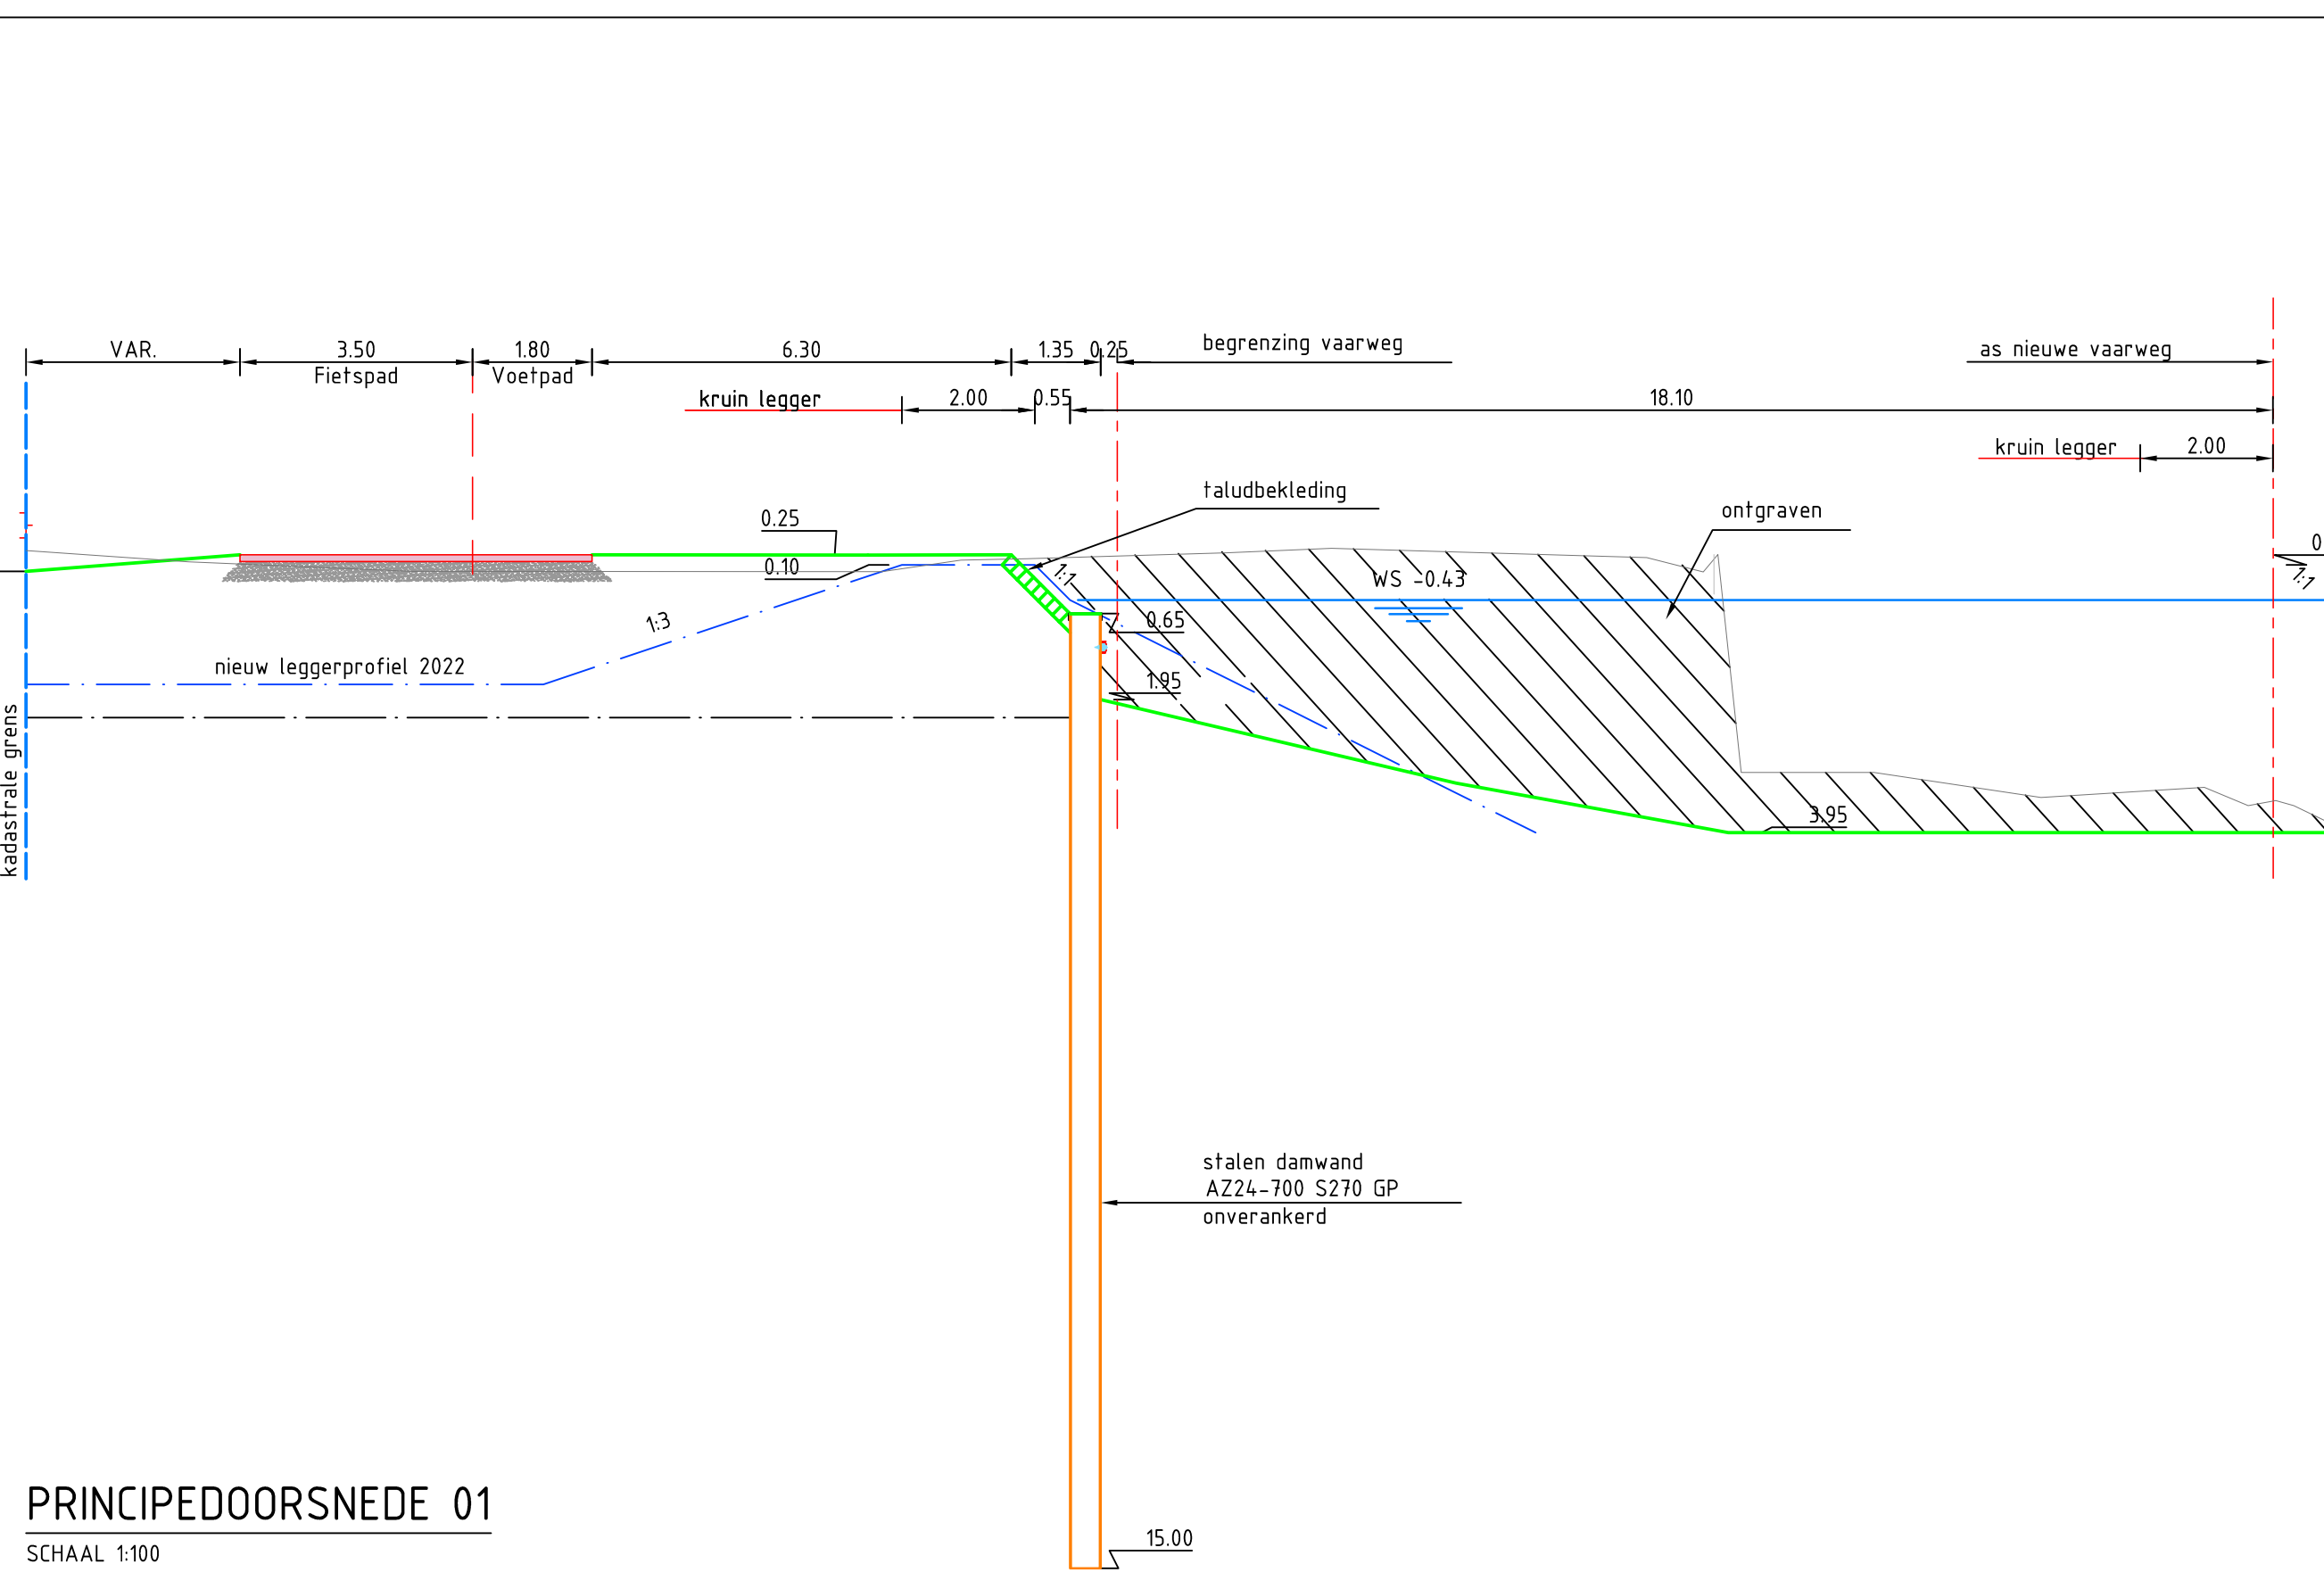 VAR.
3.50
1.80
6.30
1.35
0.25
begrenzing vaarweg
as nieuwe vaarweg
Fietspad
Voetpad
kruin legger
2.00
0.55
18.10
kruin legger
2.00
taludbekleding
ontgraven
0.25
0.10
1:1
WS -0.43
0
1:1
1:3
0.65
nieuw leggerprofiel 2022
1.95
kadastrale grens
3.95
stalen damwand
AZ24-700 S270 GP
onverankerd
PRINCIPEDOORSNEDE 01
SCHAAL 1:100
15.00